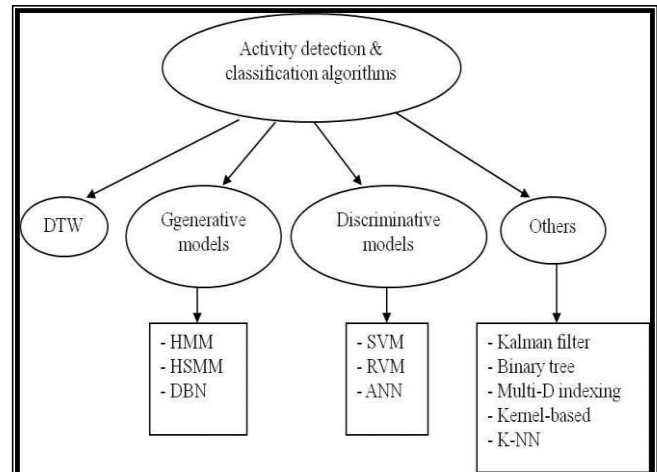 Activity detection &
classification algorithms
DTW
Ggenerative
models
Discriminative
models
Others
- HMM
- HSMM
- DBN
- SVM
- RVM
- ANN
- Kalman filter
- Binary tree
- Multi-D indexing
- Kernel-based
- K-NN